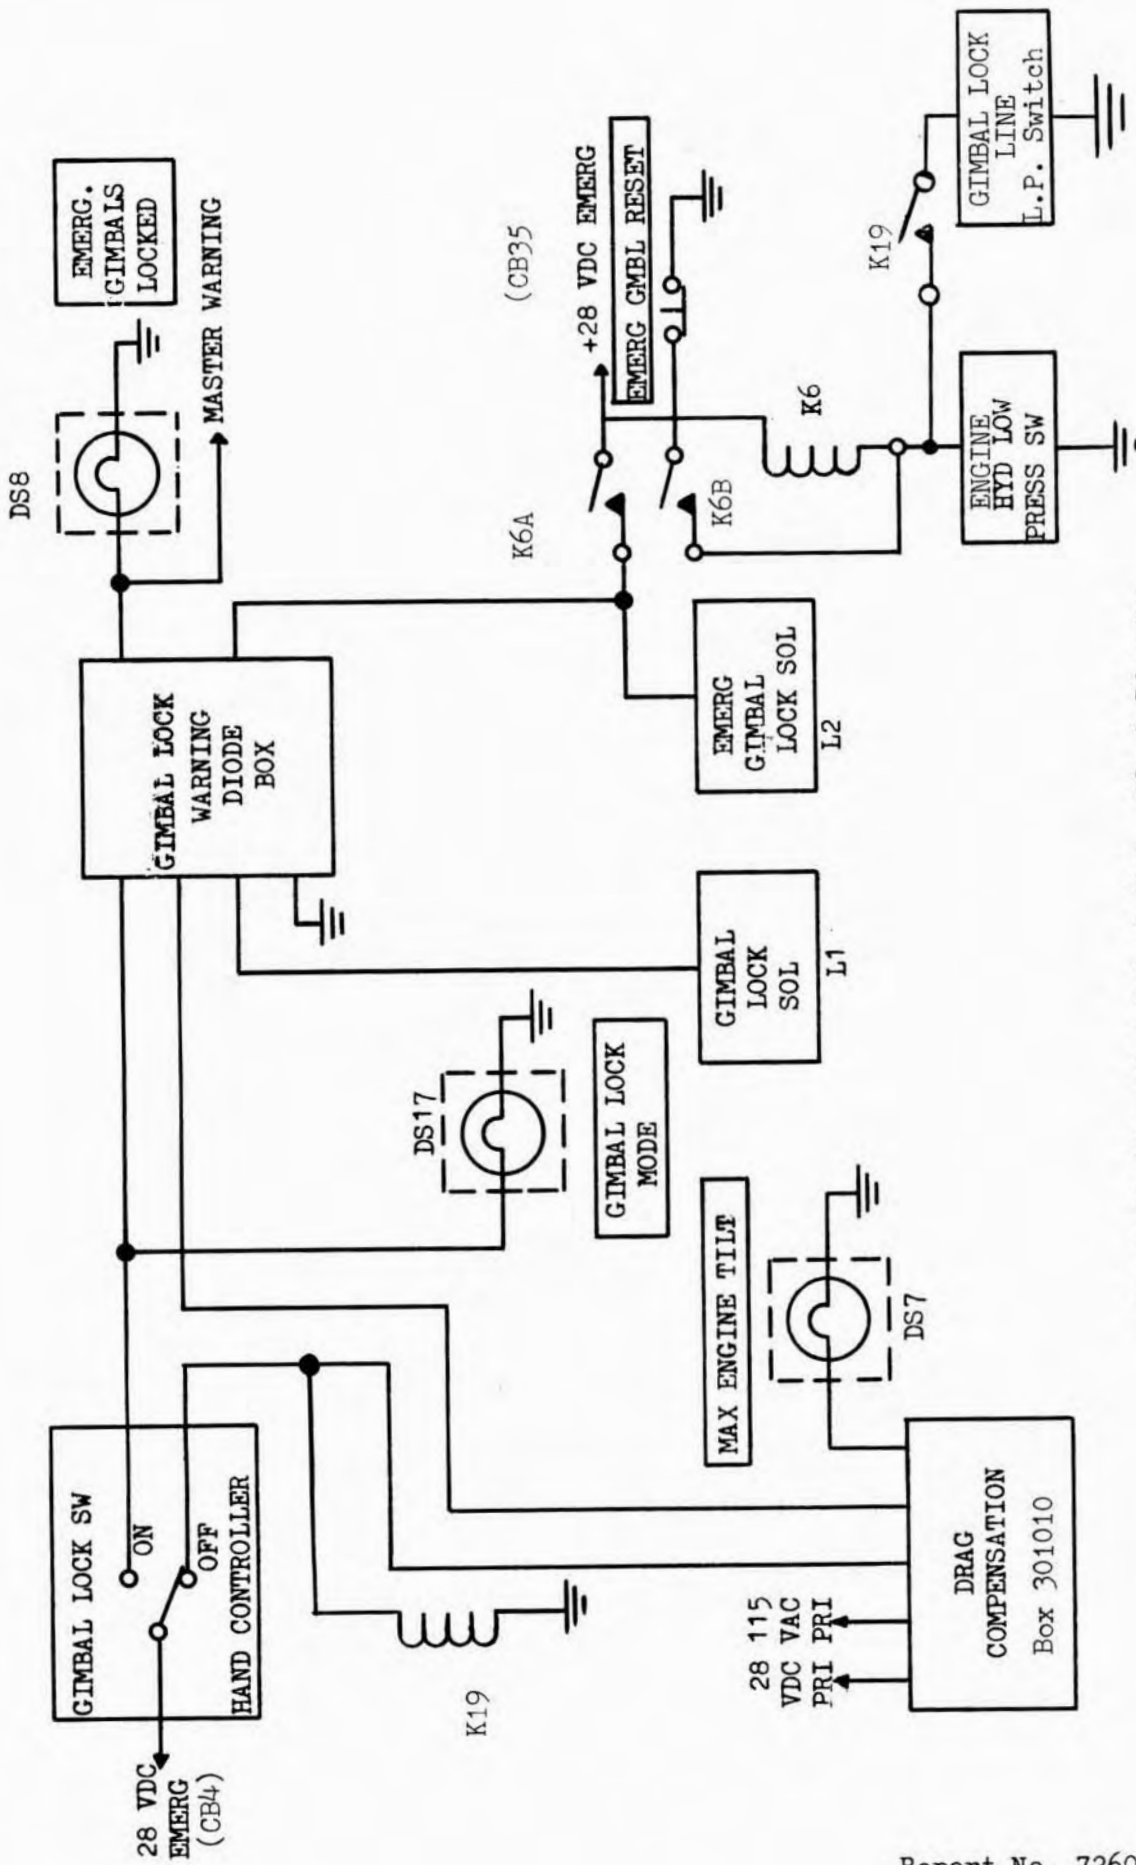 DS8
EMERG.
GIMBALS
LOCKED
MASTER WARNING
GIMBAL LOCK
WARNING
DIODE
BOX
(CB35
+28 VDC EMERG
EMERG GMBL RESET
K6A
K6B
K6
K19
ENGINE
HYD LOW
PRESS SW
GIMBAL LOCK
LINE
L.P. Switch
EMERG
GIMBAL
LOCK SOL
L2
GIMBAL
LOCK
SOL
L1
DS17
GIMBAL LOCK
MODE
MAX ENGINE TILT
DS7
GIMBAL LOCK SW
ON
OFF
HAND CONTROLLER
28 VDC
EMERG
(CB4)
K19
28 115
VDC VAC
PRI PRI
DRAG
COMPENSATION
Box 301010
Report No. 7260